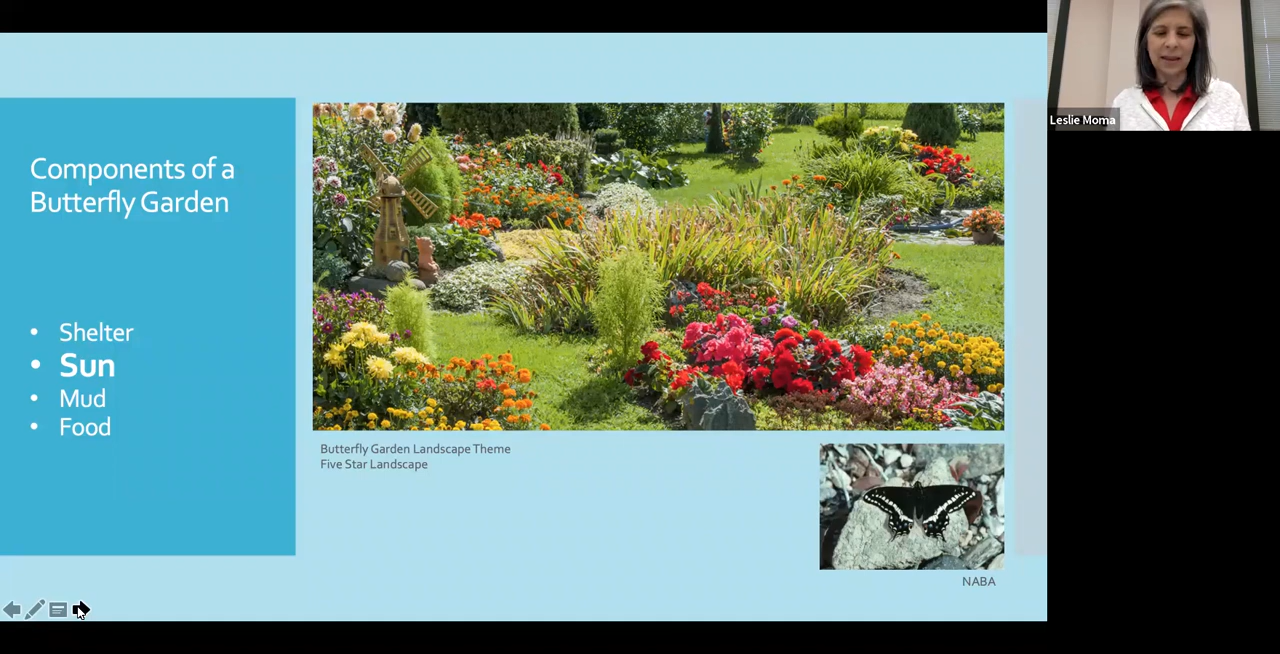 Leslie Moma
Components of a
Butterfly Garden
• Shelter
• Sun
• Mud
• Food
Butterfly Garden Landscape Theme
Five Star Landscape
NABA